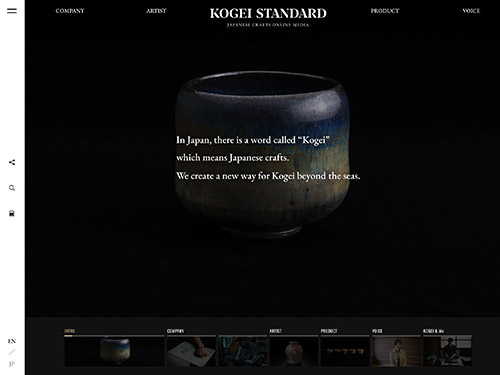 COMPANY ARTIST KOGEI STANDARD PRODUCT VOICE
JAPANESE CRAFTS ONLINE MEDIA
In Japan, there is a word called “Kogei”
which means Japanese crafts.
We create a new way for Kogei beyond the seas.
INTRO COMPANY ARTIST PRODUCT VOICE KOGEI & Me
EN
/
JP